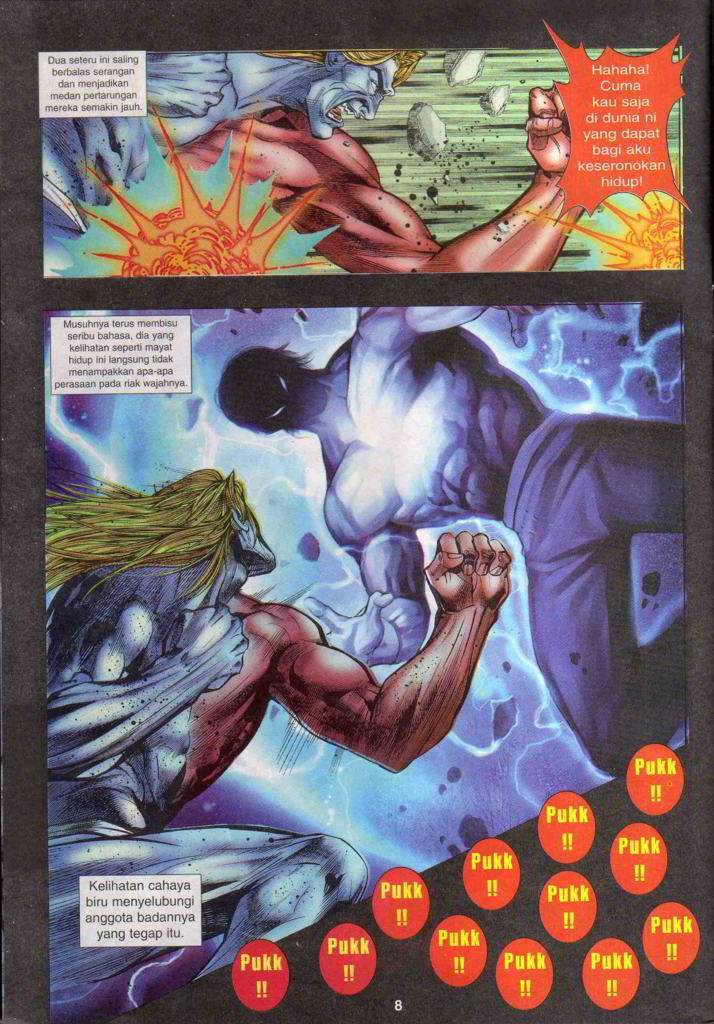 Dua seteru ini saling
berbalas serangan
dan menjadikan
medan pertarungan
mereka semakin jauh.
Hahaha!
Cuma
kau saja
di dunia ni
yang dapat
bagi aku
keseronokan
hidup!
Musuhnya terus membisu
seribu bahasa, dia yang
kelihatan seperti mayat
hidup ini langsung tidak
menampakkan apa-apa
perasaan pada riak wajahnya.
Kelihatan cahaya
biru menyelubungi
anggota badannya
yang tegap itu.
Pukk
!!
Pukk
!!
Pukk
!!
Pukk
!!
Pukk
!!
Pukk
!!
Pukk
!!
Pukk
!!
Pukk
!!
Pukk
!!
Pukk
!!
Pukk
!!
8